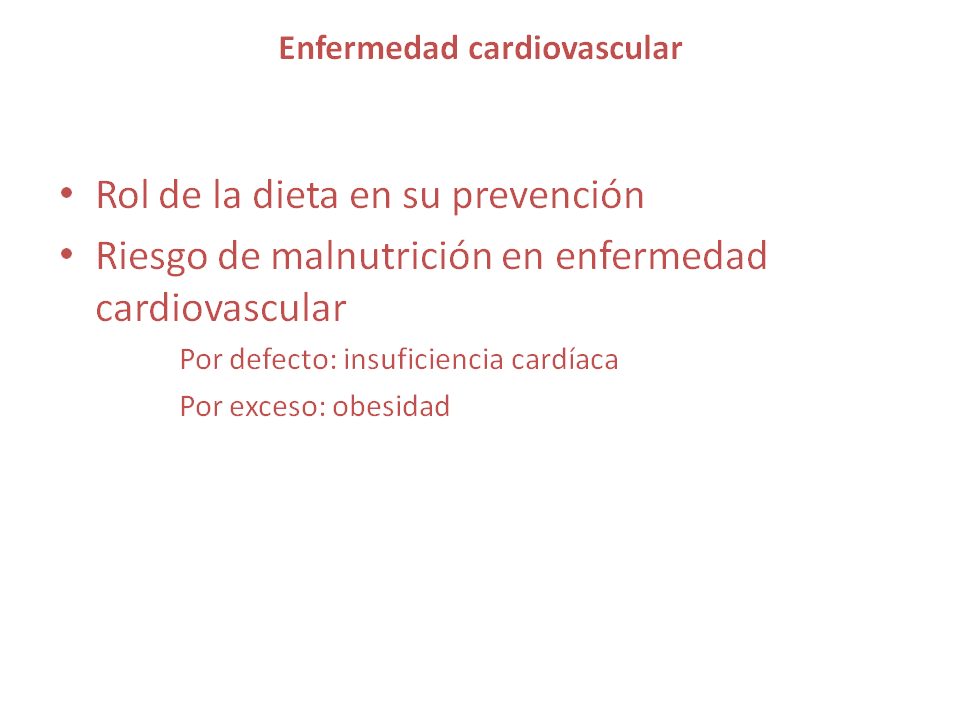 Enfermedad cardiovascular
• Rol de la dieta en su prevención
• Riesgo de malnutrición en enfermedad
cardiovascular
Por defecto: insuficiencia cardíaca
Por exceso: obesidad